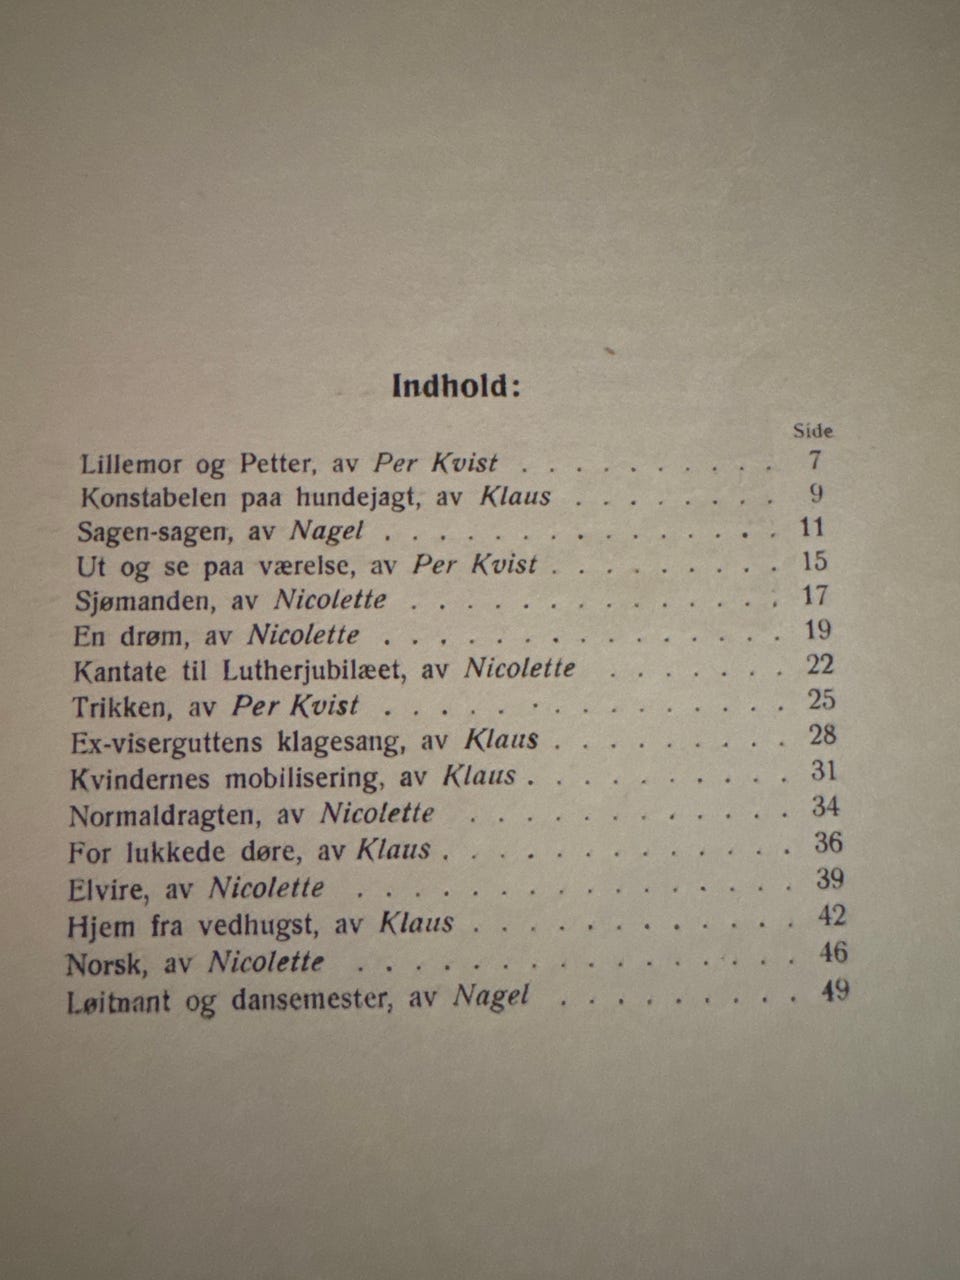 Indhold:
Side
Lillemor og Petter, av Per Kvist . . . . . . . . . . 7
Konstabelen paa hundejagt, av Klaus . . . . . . . . 9
Sagen-sagen, av Nagel . . . . . . . . . . . . . . . 11
Ut og se paa værelse, av Per Kvist . . . . . . . . . 15
Sjømanden, av Nicolette . . . . . . . . . . . . . . 17
En drøm, av Nicolette . . . . . . . . . . . . . . . 19
Kantate til Lutherjubilæet, av Nicolette . . . . . . . 22
Trikken, av Per Kvist . . . . . . . . . . . . . . . 25
Ex-viserguttens klagesang, av Klaus . . . . . . . . . 28
Kvindernes mobilisering, av Klaus . . . . . . . . . . 31
Normaldragten, av Nicolette . . . . . . . . . . . . 34
For lukkede døre, av Klaus . . . . . . . . . . . . . 36
Elvire, av Nicolette . . . . . . . . . . . . . . . . 39
Hjem fra vedhugst, av Klaus . . . . . . . . . . . . 42
Norsk, av Nicolette . . . . . . . . . . . . . . . . 46
Løitnant og dansemester, av Nagel . . . . . . . . . 49